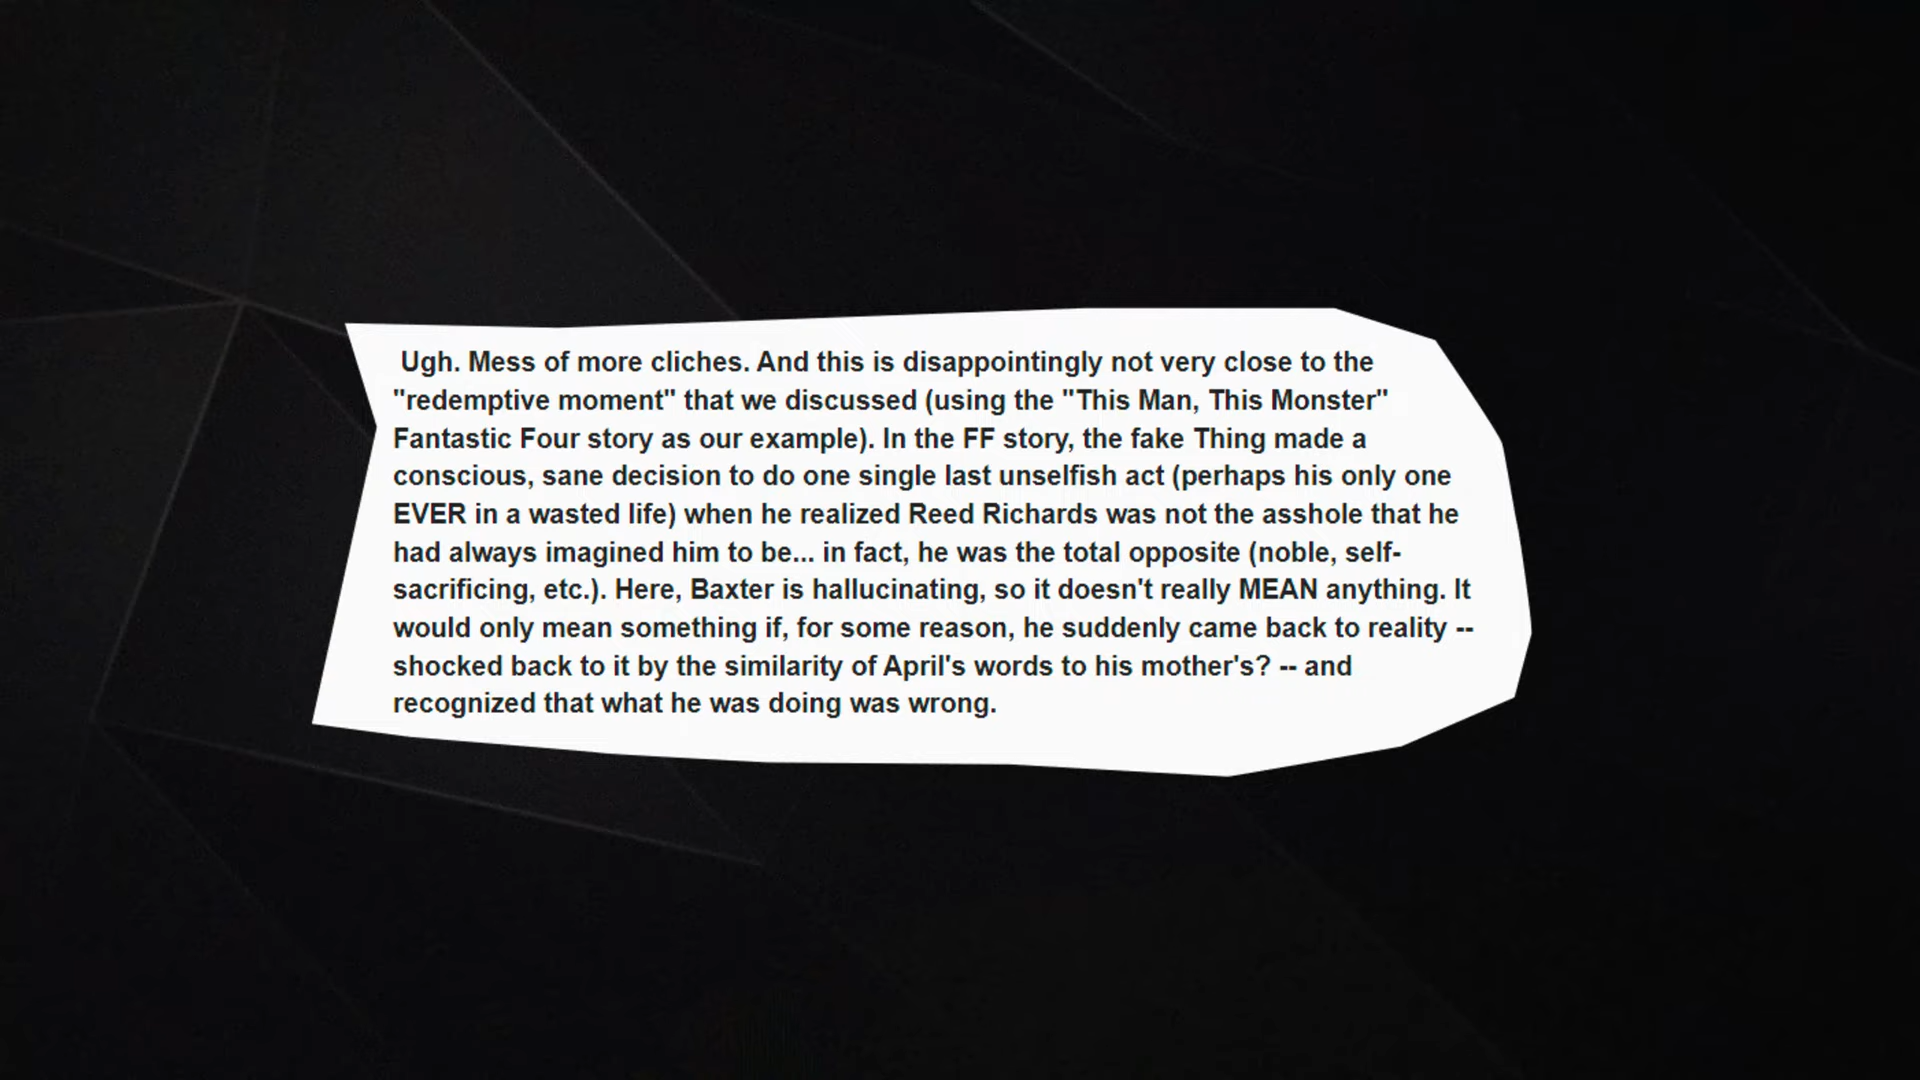 Ugh. Mess of more cliches. And this is disappointingly not very close to the
"redemptive moment" that we discussed (using the "This Man, This Monster"
Fantastic Four story as our example). In the FF story, the fake Thing made a
conscious, sane decision to do one single last unselfish act (perhaps his only one
EVER in a wasted life) when he realized Reed Richards was not the asshole that he
had always imagined him to be... in fact, he was the total opposite (noble, self-
sacrificing, etc.). Here, Baxter is hallucinating, so it doesn't really MEAN anything. It
would only mean something if, for some reason, he suddenly came back to reality --
shocked back to it by the similarity of April's words to his mother's? -- and
recognized that what he was doing was wrong.